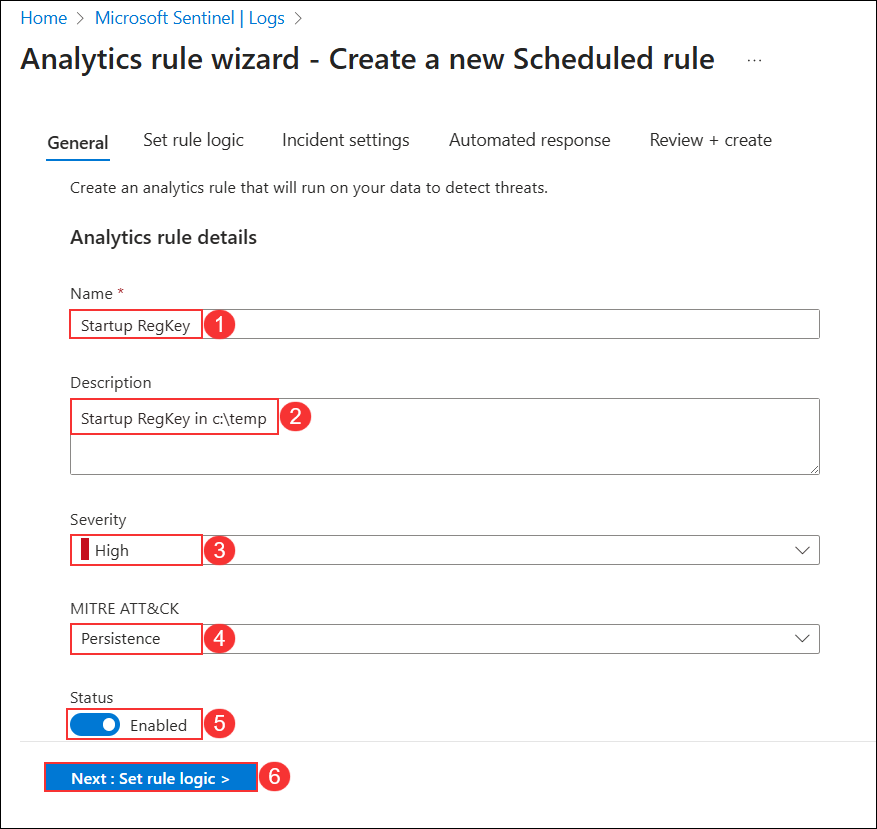 Home > Microsoft Sentinel | Logs >
Analytics rule wizard - Create a new Scheduled rule ...
General Set rule logic Incident settings Automated response Review + create
Create an analytics rule that will run on your data to detect threats.
Analytics rule details
Name *
Startup RegKey 1
Description
Startup RegKey in c:\temp 2
Severity
High 3
MITRE ATT&CK
Persistence 4
Status
Enabled 5
Next : Set rule logic > 6